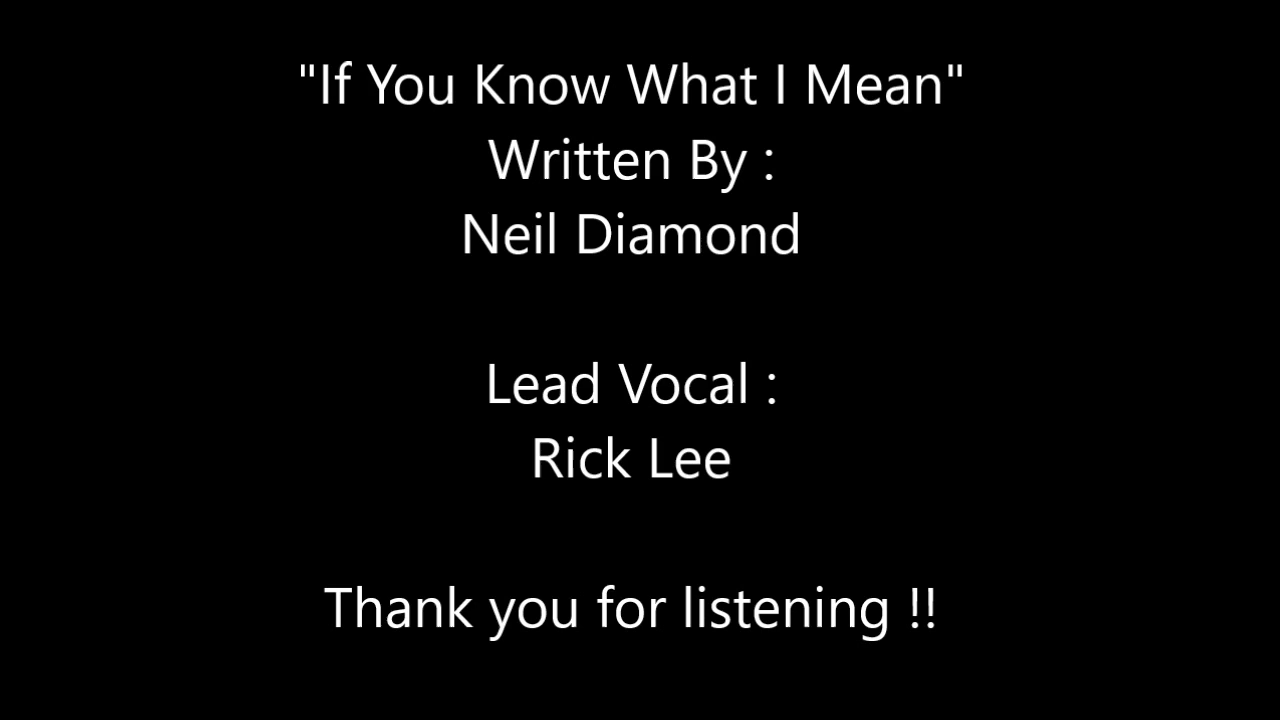 "If You Know What I Mean"
Written By :
Neil Diamond
Lead Vocal :
Rick Lee
Thank you for listening !!